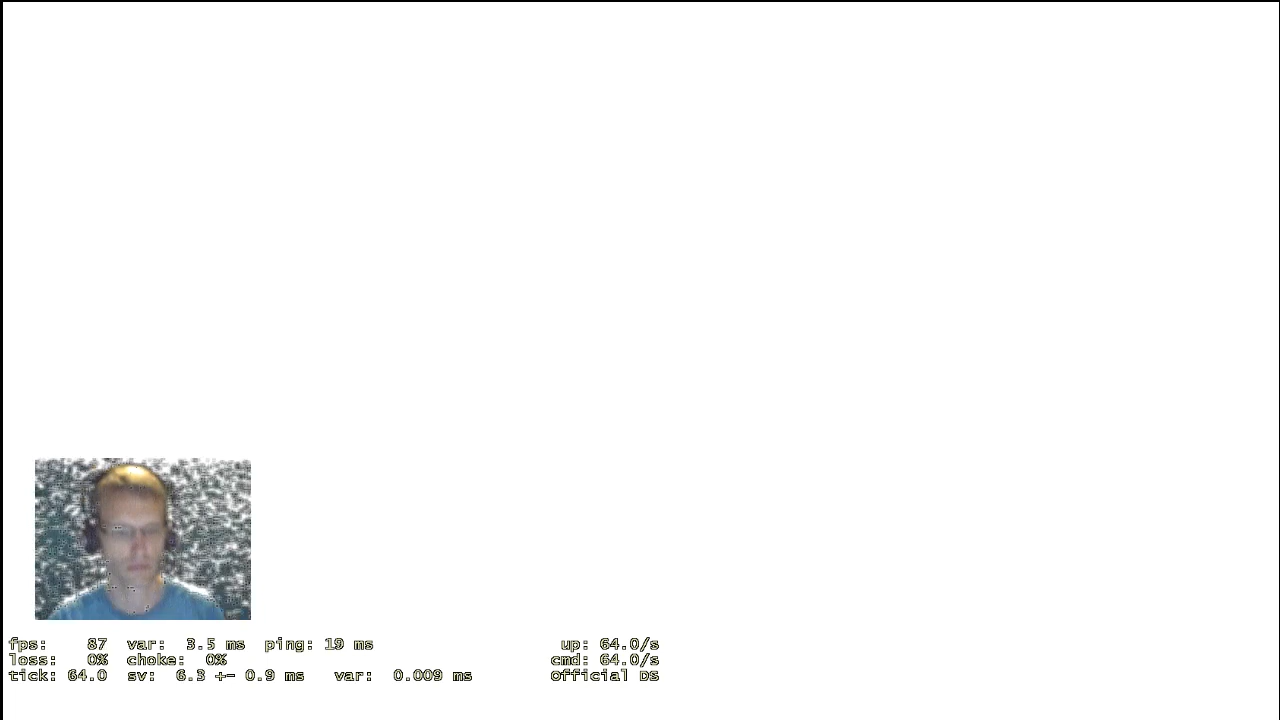 fps: 87 var: 3.5 ms ping: 19 ms up: 64.0/s
loss: 0% choke: 0% cmd: 64.0/s
tick: 64.0 sv: 6.3 +- 0.9 ms var: 0.009 ms Official DS